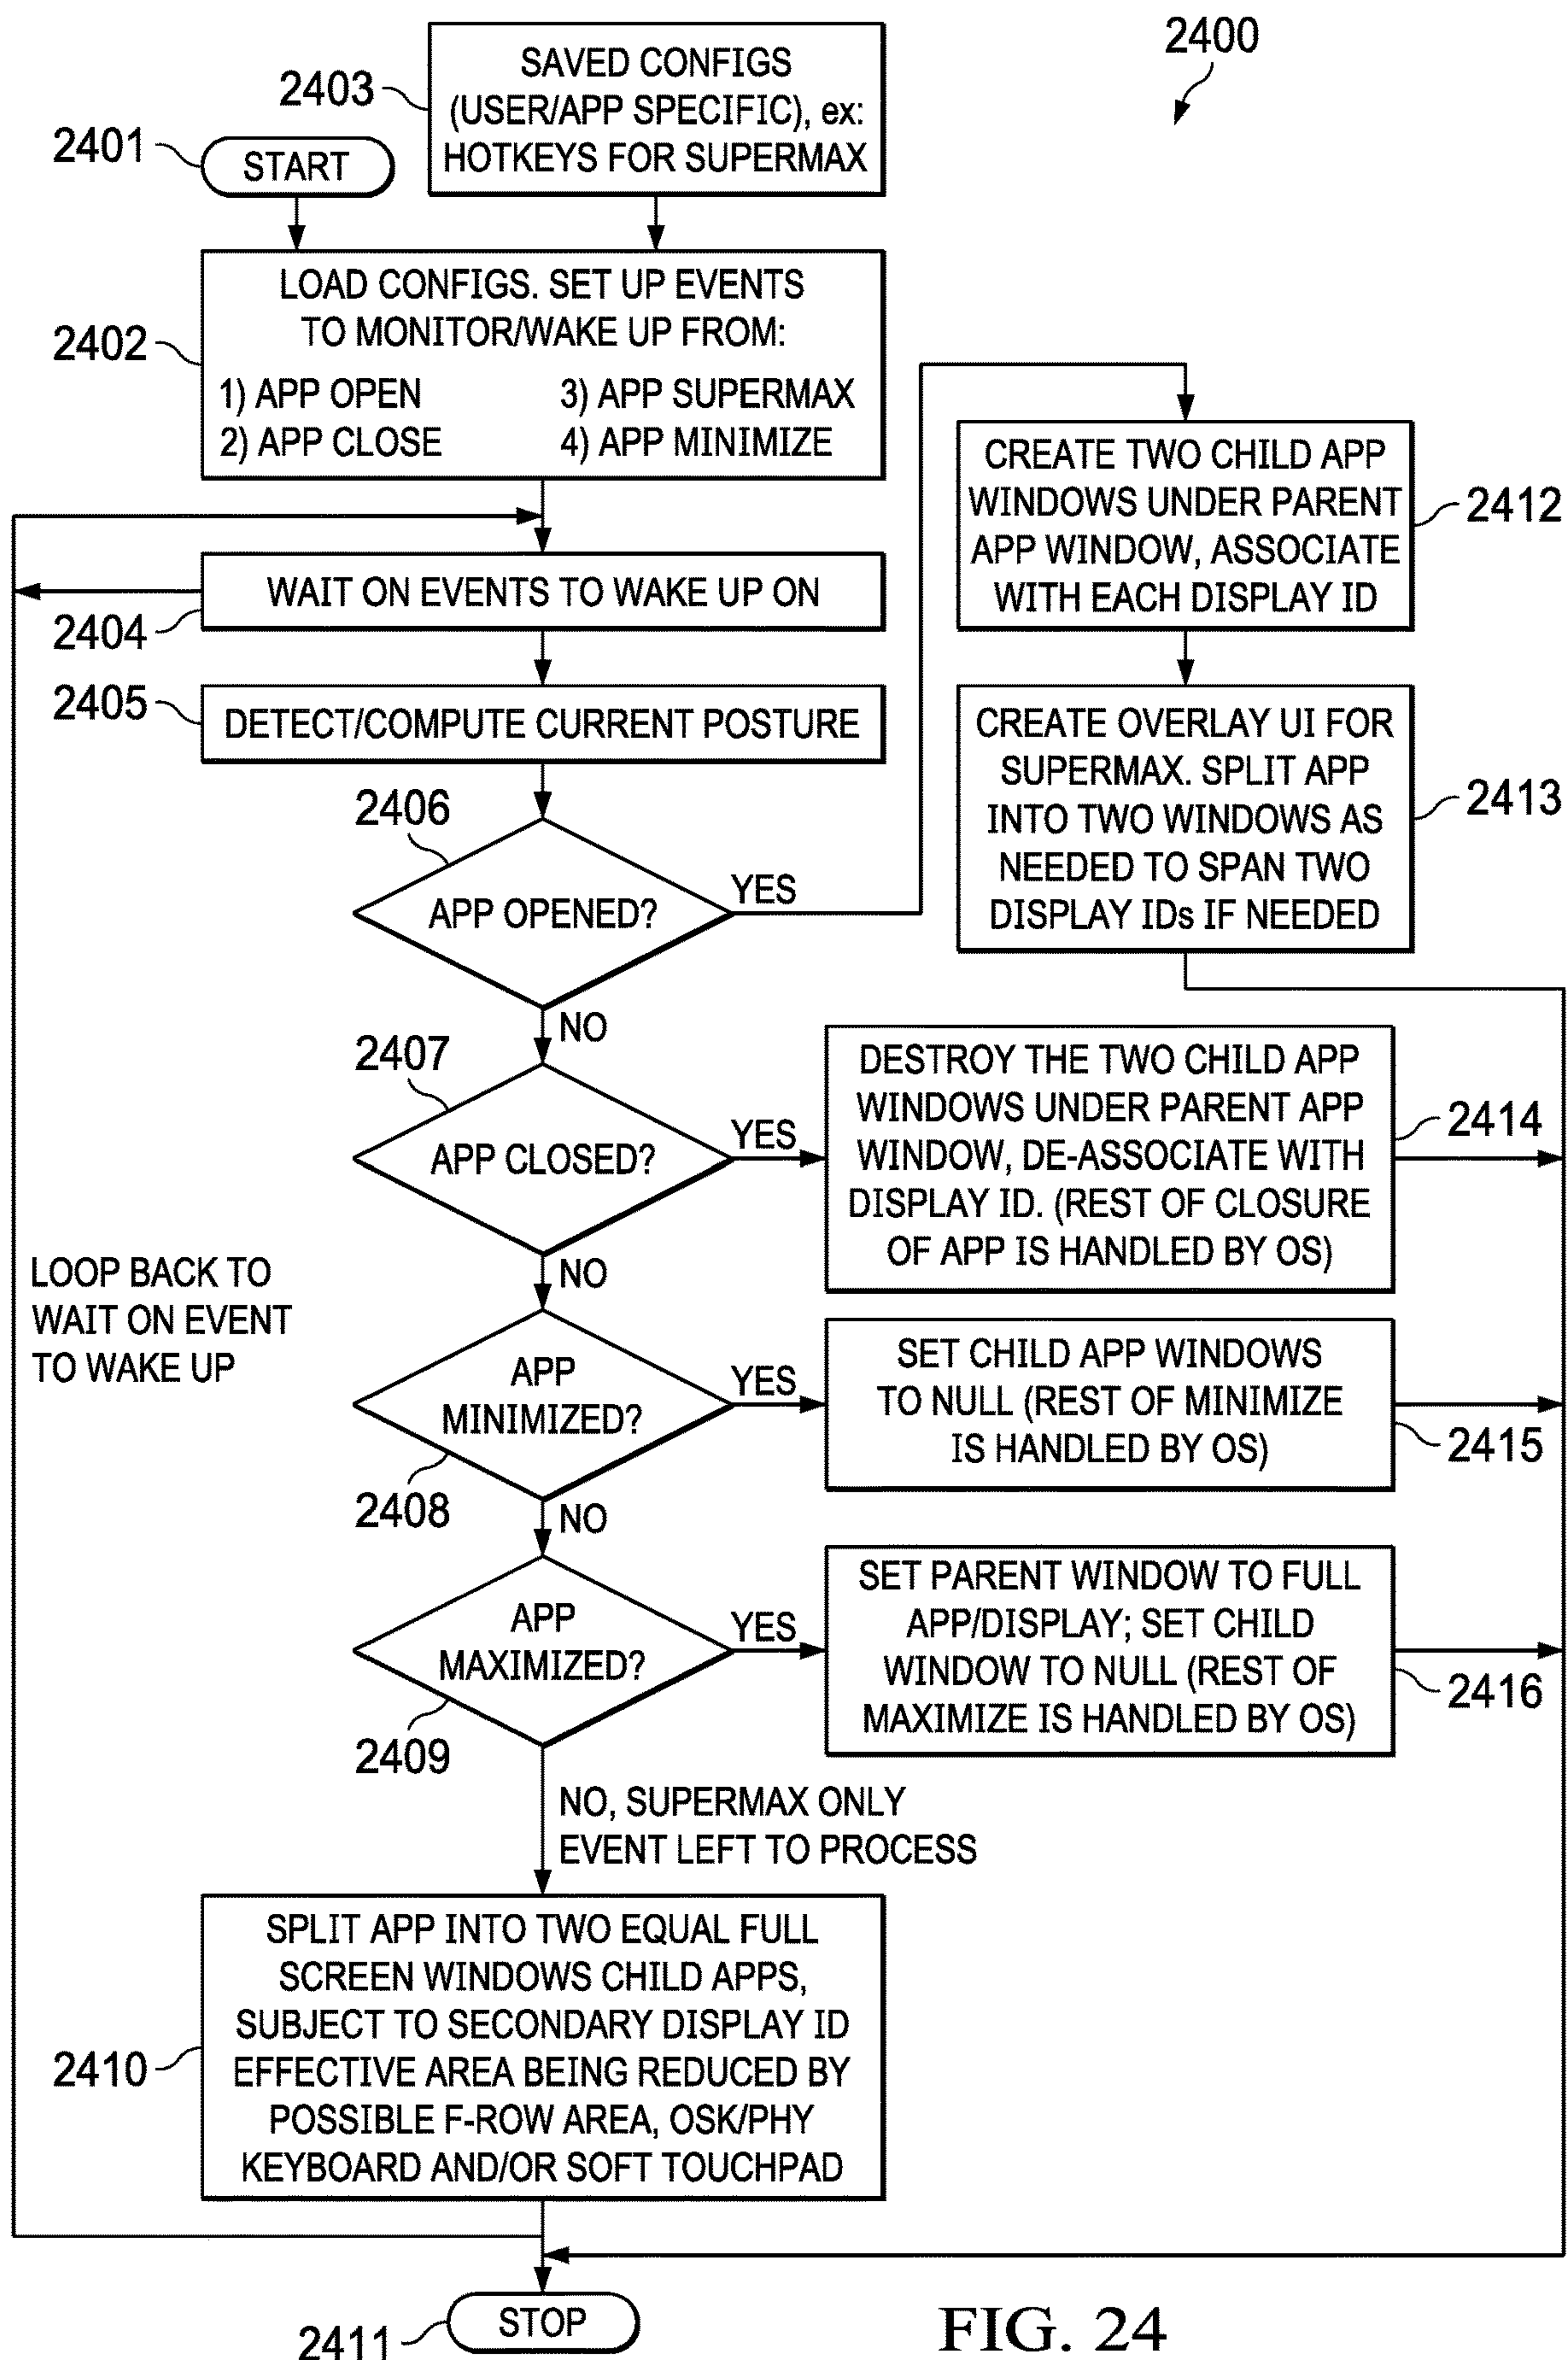 2400
2403
SAVED CONFIGS
(USER/APP SPECIFIC), ex:
HOTKEYS FOR SUPERMAX
2401
START
2402
LOAD CONFIGS. SET UP EVENTS
TO MONITOR/WAKE UP FROM:
1) APP OPEN
3) APP SUPERMAX
2) APP CLOSE
4) APP MINIMIZE
2404
WAIT ON EVENTS TO WAKE UP ON
2405
DETECT/COMPUTE CURRENT POSTURE
2406
APP OPENED?
YES
NO
CREATE TWO CHILD APP
WINDOWS UNDER PARENT
APP WINDOW, ASSOCIATE
WITH EACH DISPLAY ID
2412
CREATE OVERLAY UI FOR
SUPERMAX. SPLIT APP
INTO TWO WINDOWS AS
NEEDED TO SPAN TWO
DISPLAY IDs IF NEEDED
2413
2407
APP CLOSED?
YES
NO
DESTROY THE TWO CHILD APP
WINDOWS UNDER PARENT APP
WINDOW, DE-ASSOCIATE WITH
DISPLAY ID. (REST OF CLOSURE
OF APP IS HANDLED BY OS)
2414
LOOP BACK TO
WAIT ON EVENT
TO WAKE UP
APP
MINIMIZED?
2408
YES
NO
SET CHILD APP WINDOWS
TO NULL (REST OF MINIMIZE
IS HANDLED BY OS)
2415
APP
MAXIMIZED?
2409
YES
SET PARENT WINDOW TO FULL
APP/DISPLAY; SET CHILD
WINDOW TO NULL (REST OF
MAXIMIZE IS HANDLED BY OS)
2416
NO, SUPERMAX ONLY
EVENT LEFT TO PROCESS
2410
SPLIT APP INTO TWO EQUAL FULL
SCREEN WINDOWS CHILD APPS,
SUBJECT TO SECONDARY DISPLAY ID
EFFECTIVE AREA BEING REDUCED BY
POSSIBLE F-ROW AREA, OSK/PHY
KEYBOARD AND/OR SOFT TOUCHPAD
2411
STOP
FIG. 24